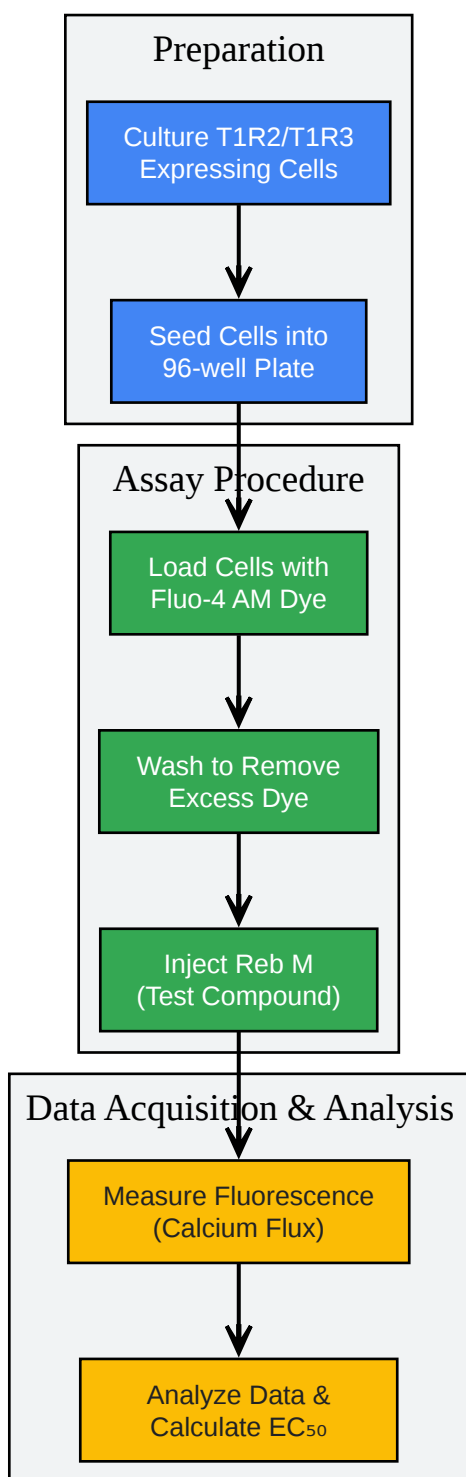 Preparation
Culture T1R2/T1R3
Expressing Cells
Seed Cells into
96-well Plate
Assay Procedure
Load Cells with
Fluo-4 AM Dye
Wash to Remove
Excess Dye
Inject Reb M
(Test Compound)
Data Acquisition & Analysis
Measure Fluorescence
(Calcium Flux)
Analyze Data &
Calculate EC₅₀